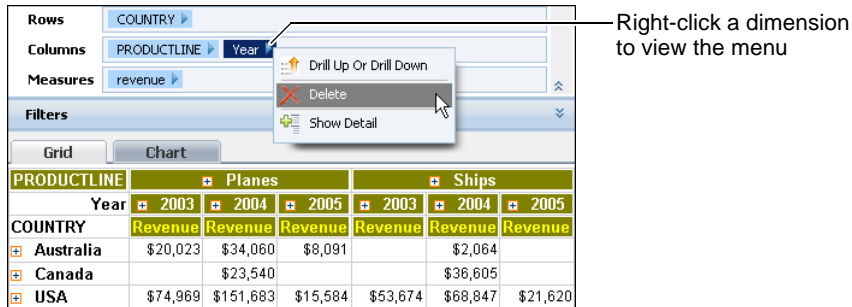 Rows COUNTRY
Columns PRODUCTLINE Year
Measures revenue
Right-click a dimension
to view the menu
Drill Up Or Drill Down
Delete
Show Detail
Filters
Grid Chart
PRODUCTLINE Planes Ships
Year 2003 2004 2005 2003 2004 2005
COUNTRY Revenue Revenue Revenue Revenue Revenue Revenue
Australia $20,023 $34,060 $8,091 $2,064
Canada $23,540 $36,605
USA $74,969 $151,683 $15,584 $53,674 $68,847 $21,620